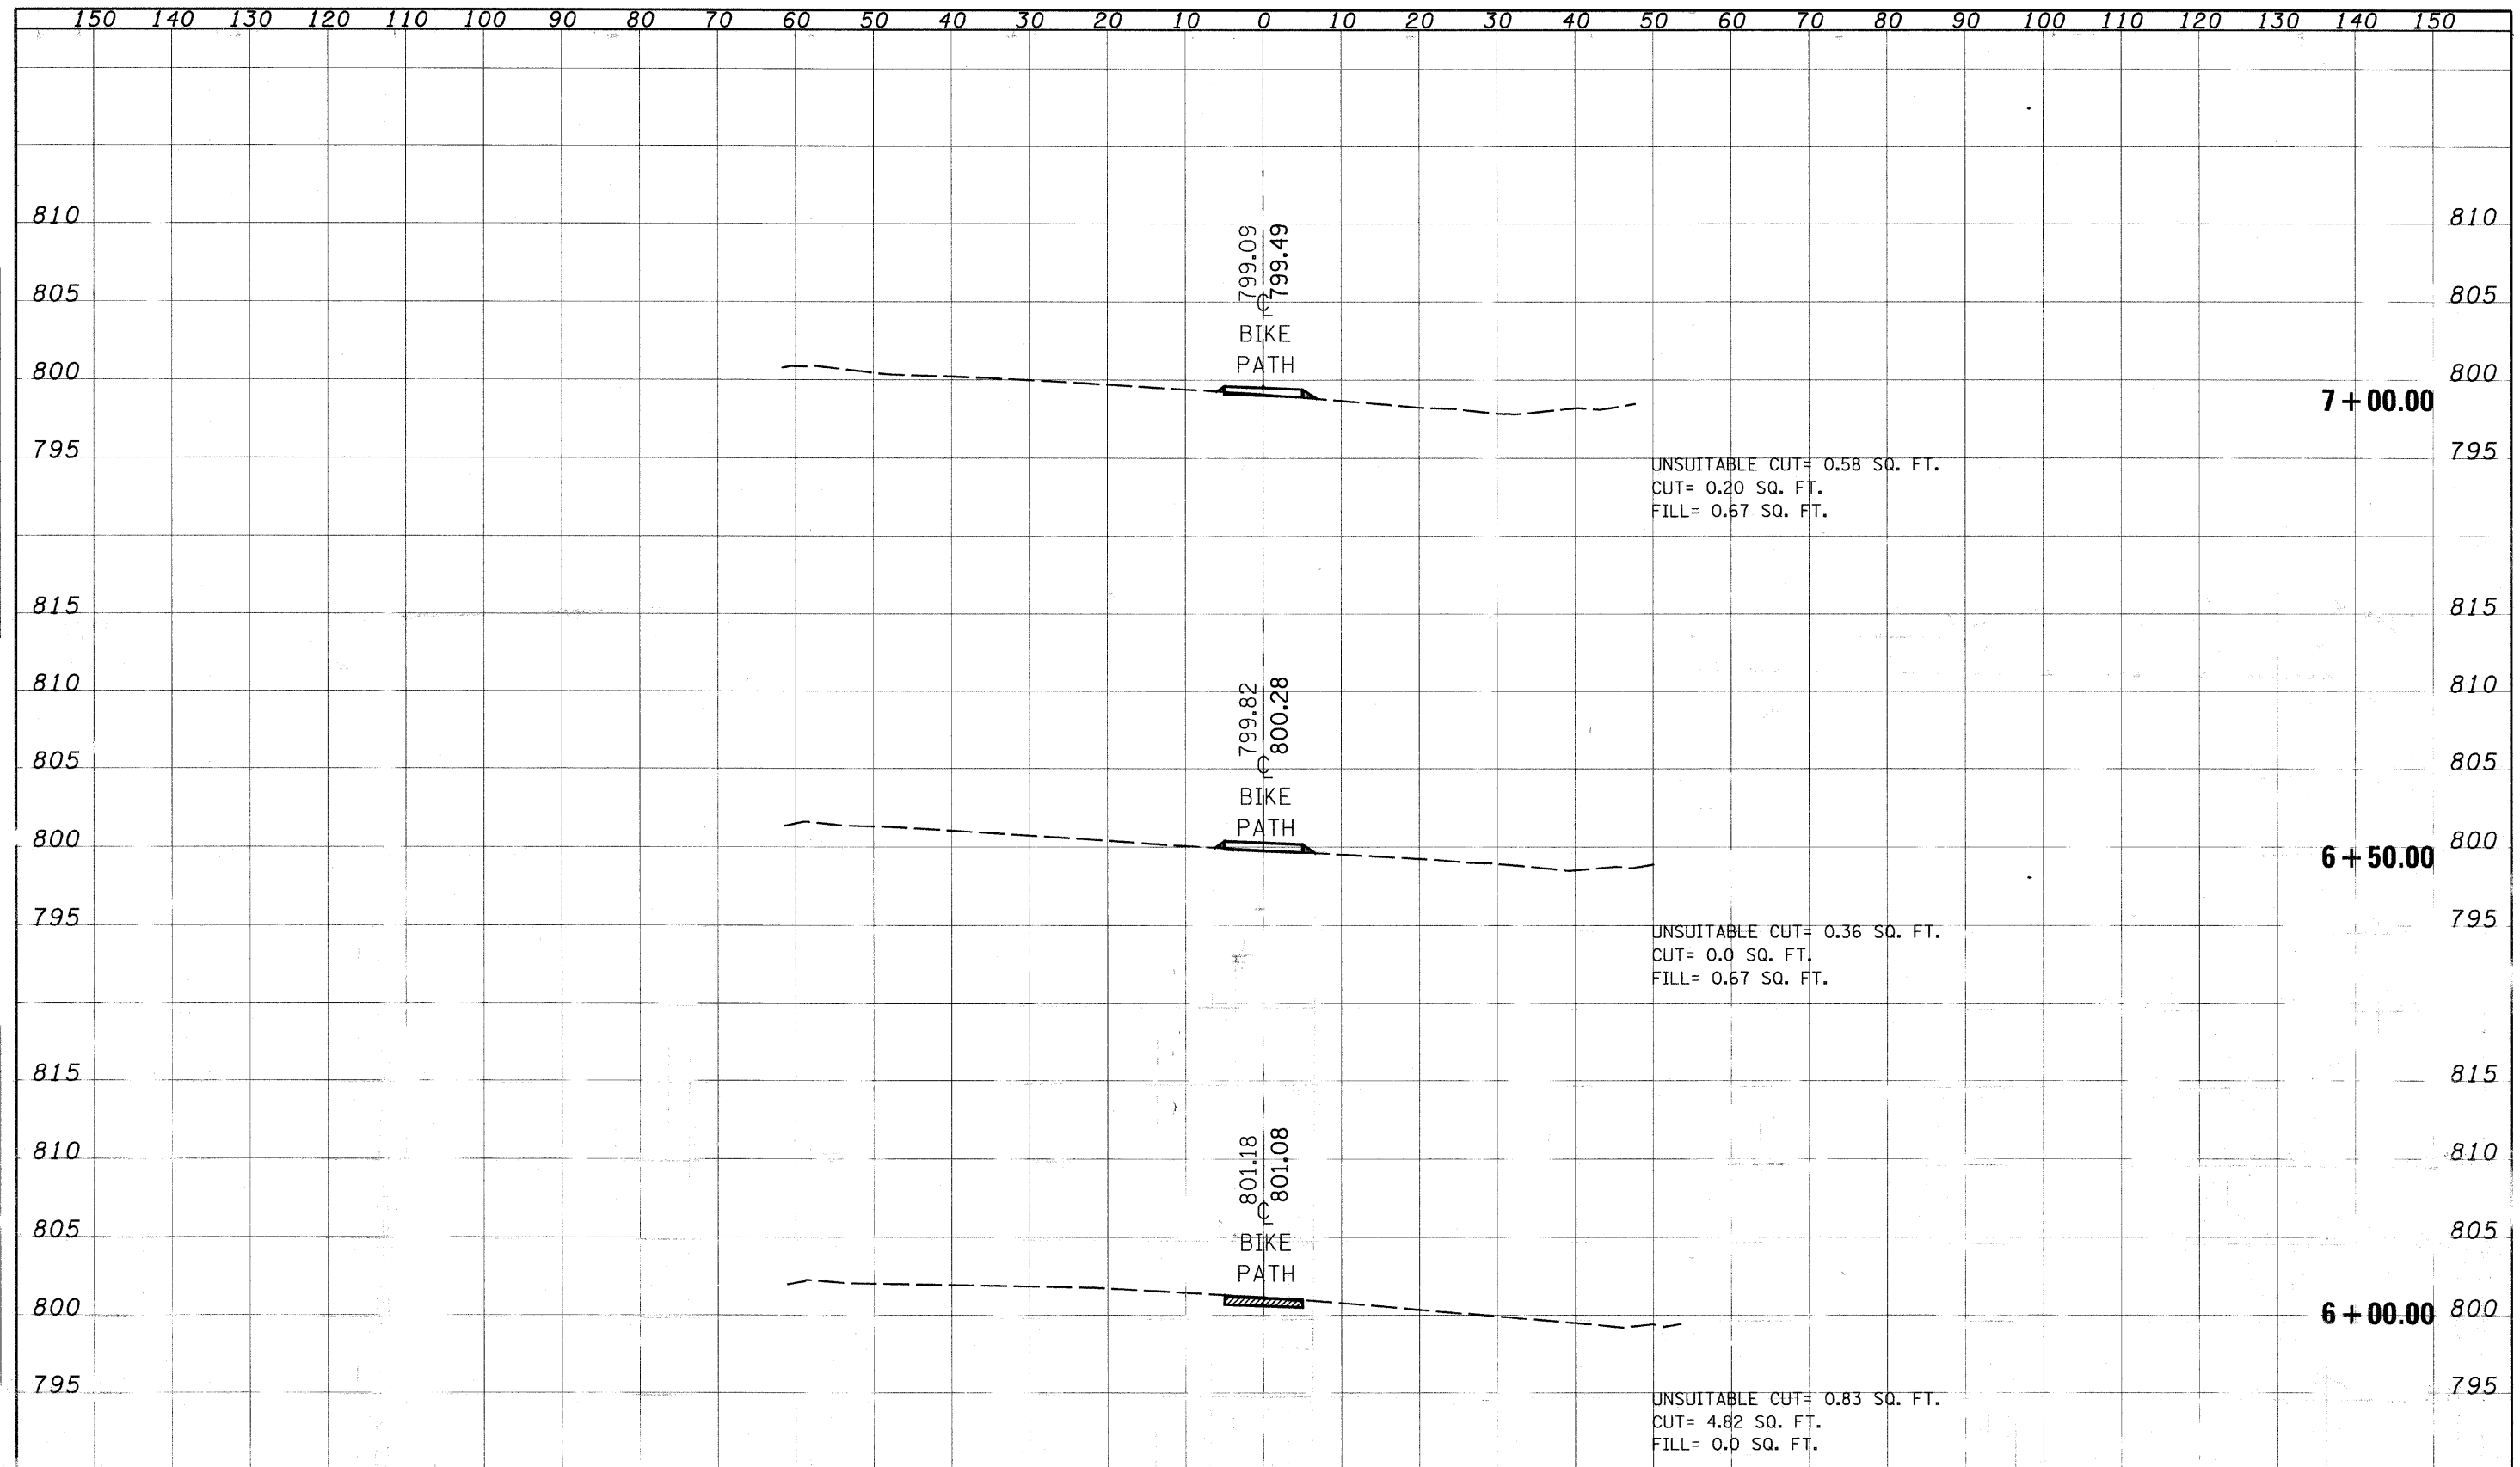 150 140 130 120 110 100 90 80 70 60 50 40 30 20 10 0 10 20 30 40 50 60 70 80 90 100 110 120 130 140 150
810 810
799.09 799.49
805 ℄ 805
BIKE
PATH
800 800
7+00.00
795 795
UNSUITABLE CUT= 0.58 SQ. FT.
CUT= 0.20 SQ. FT.
FILL= 0.67 SQ. FT.
815 815
810 810
799.82 800.28
805 ℄ 805
BIKE
PATH
800 800
6+50.00
795 795
UNSUITABLE CUT= 0.36 SQ. FT.
CUT= 0.0 SQ. FT.
FILL= 0.67 SQ. FT.
815 815
810 810
801.18 801.08
℄
805 805
BIKE
PATH
800 6+00.00 800
795 795
UNSUITABLE CUT= 0.83 SQ. FT.
CUT= 4.82 SQ. FT.
FILL= 0.0 SQ. FT.